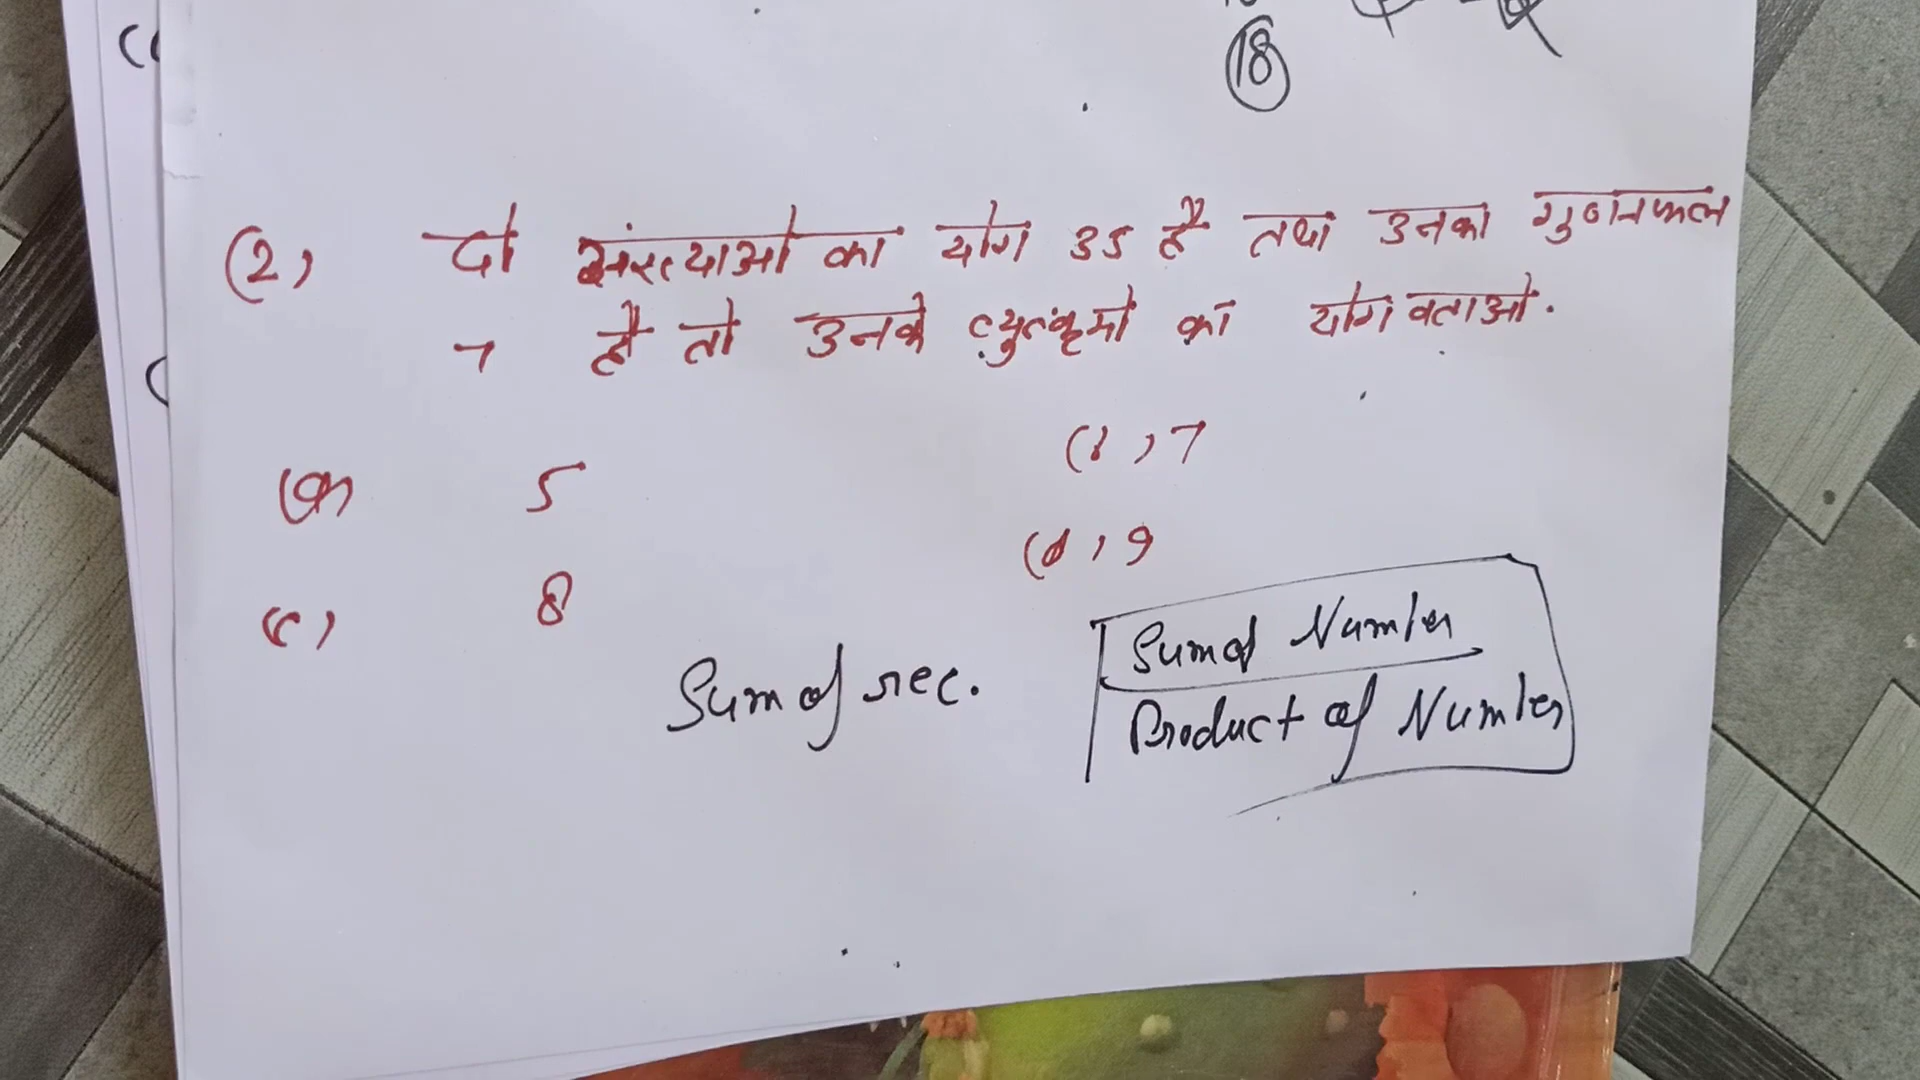 (18)
(2) दो संख्याओ का योग 35 है तथा उनका गुणनफल
7 है तो उनके व्युत्क्रमो का योग बताओ.
(a) 5
(b), 7
(c) 8
(d), 9
Sum of rec.
Sum of Number
Product of Number